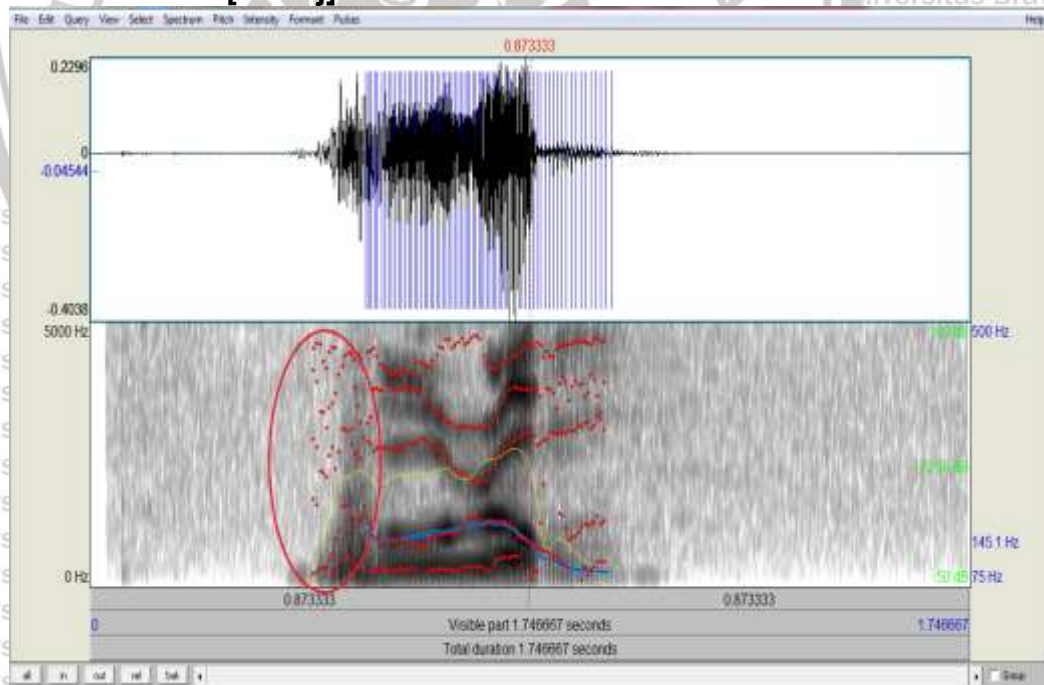 File Edit Query View Select Spectrum Pitch Intensity Formant Pulses Help
0.873333
0.2296
0
-0.04544
-0.4038
5000 Hz
500 Hz
145.1 Hz
0 Hz
75 Hz
0.873333 0.873333
0 Visible part 1.746667 seconds 1.746667
Total duration 1.746667 seconds
all in out sel bak Group